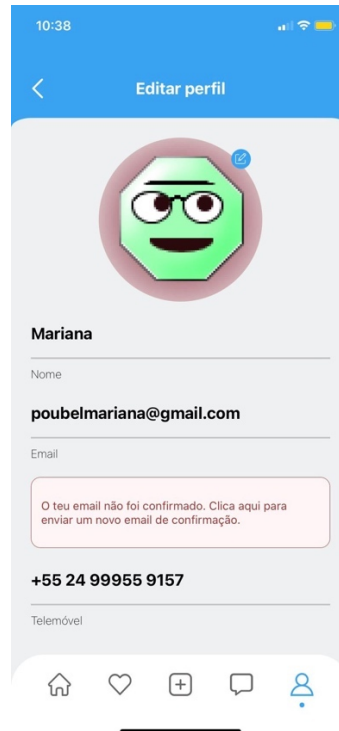 10:38
Editar perfil
Mariana
Nome
poubelmariana@gmail.com
Email
O teu email não foi confirmado. Clica aqui para
enviar um novo email de confirmação.
+55 24 99955 9157
Telemóvel